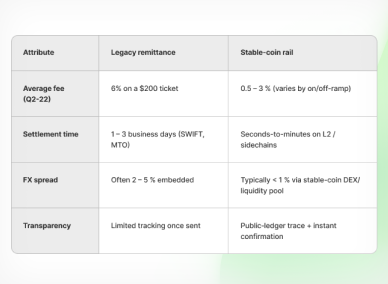 Attribute
Legacy remittance
Stable-coin rail
Average fee
(Q2-22)
6% on a $200 ticket
0.5 – 3 % (varies by on/off-ramp)
Settlement time
1 – 3 business days (SWIFT,
MTO)
Seconds-to-minutes on L2 /
sidechains
FX spread
Often 2 – 5 % embedded
Typically < 1 % via stable-coin DEX/
liquidity pool
Transparency
Limited tracking once sent
Public-ledger trace + instant
confirmation